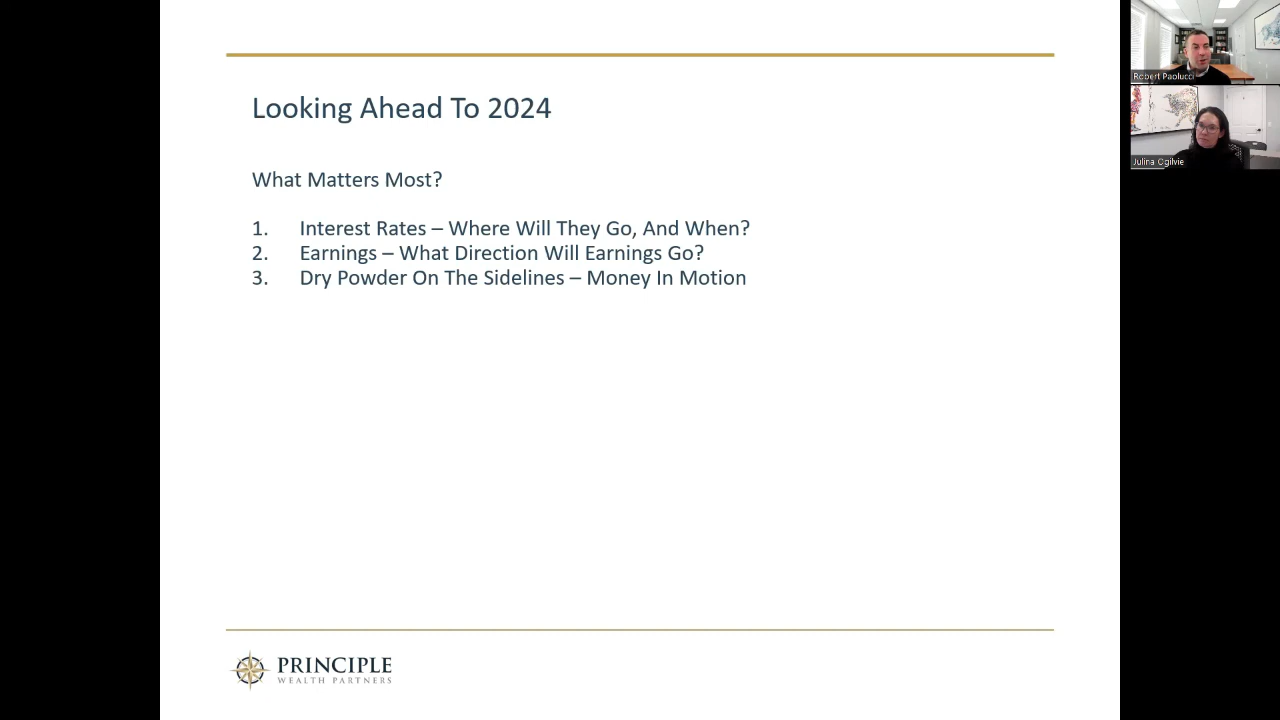 Looking Ahead To 2024
What Matters Most?
1. Interest Rates – Where Will They Go, And When?
2. Earnings – What Direction Will Earnings Go?
3. Dry Powder On The Sidelines – Money In Motion
PRINCIPLE
WEALTH PARTNERS
Robert Paolucci
Julina Ogilvie